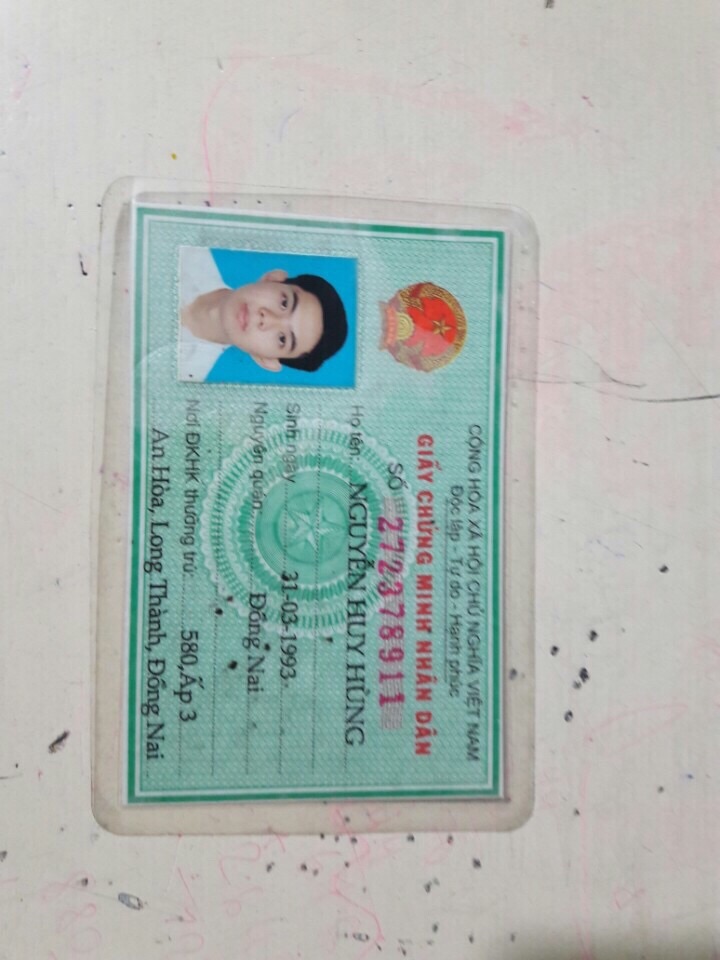 CỘNG HÒA XÃ HỘI CHỦ NGHĨA VIỆT NAM
Độc lập - Tự do - Hạnh phúc
GIẤY CHỨNG MINH NHÂN DÂN
SỐ 272378911
Họ tên: NGUYỄN HUY HÙNG
Sinh ngày 31-03-1993
Nguyên quán Đồng Nai
Nơi ĐKHK thường trú: 580,Ấp 3
An Hòa, Long Thành, Đồng Nai